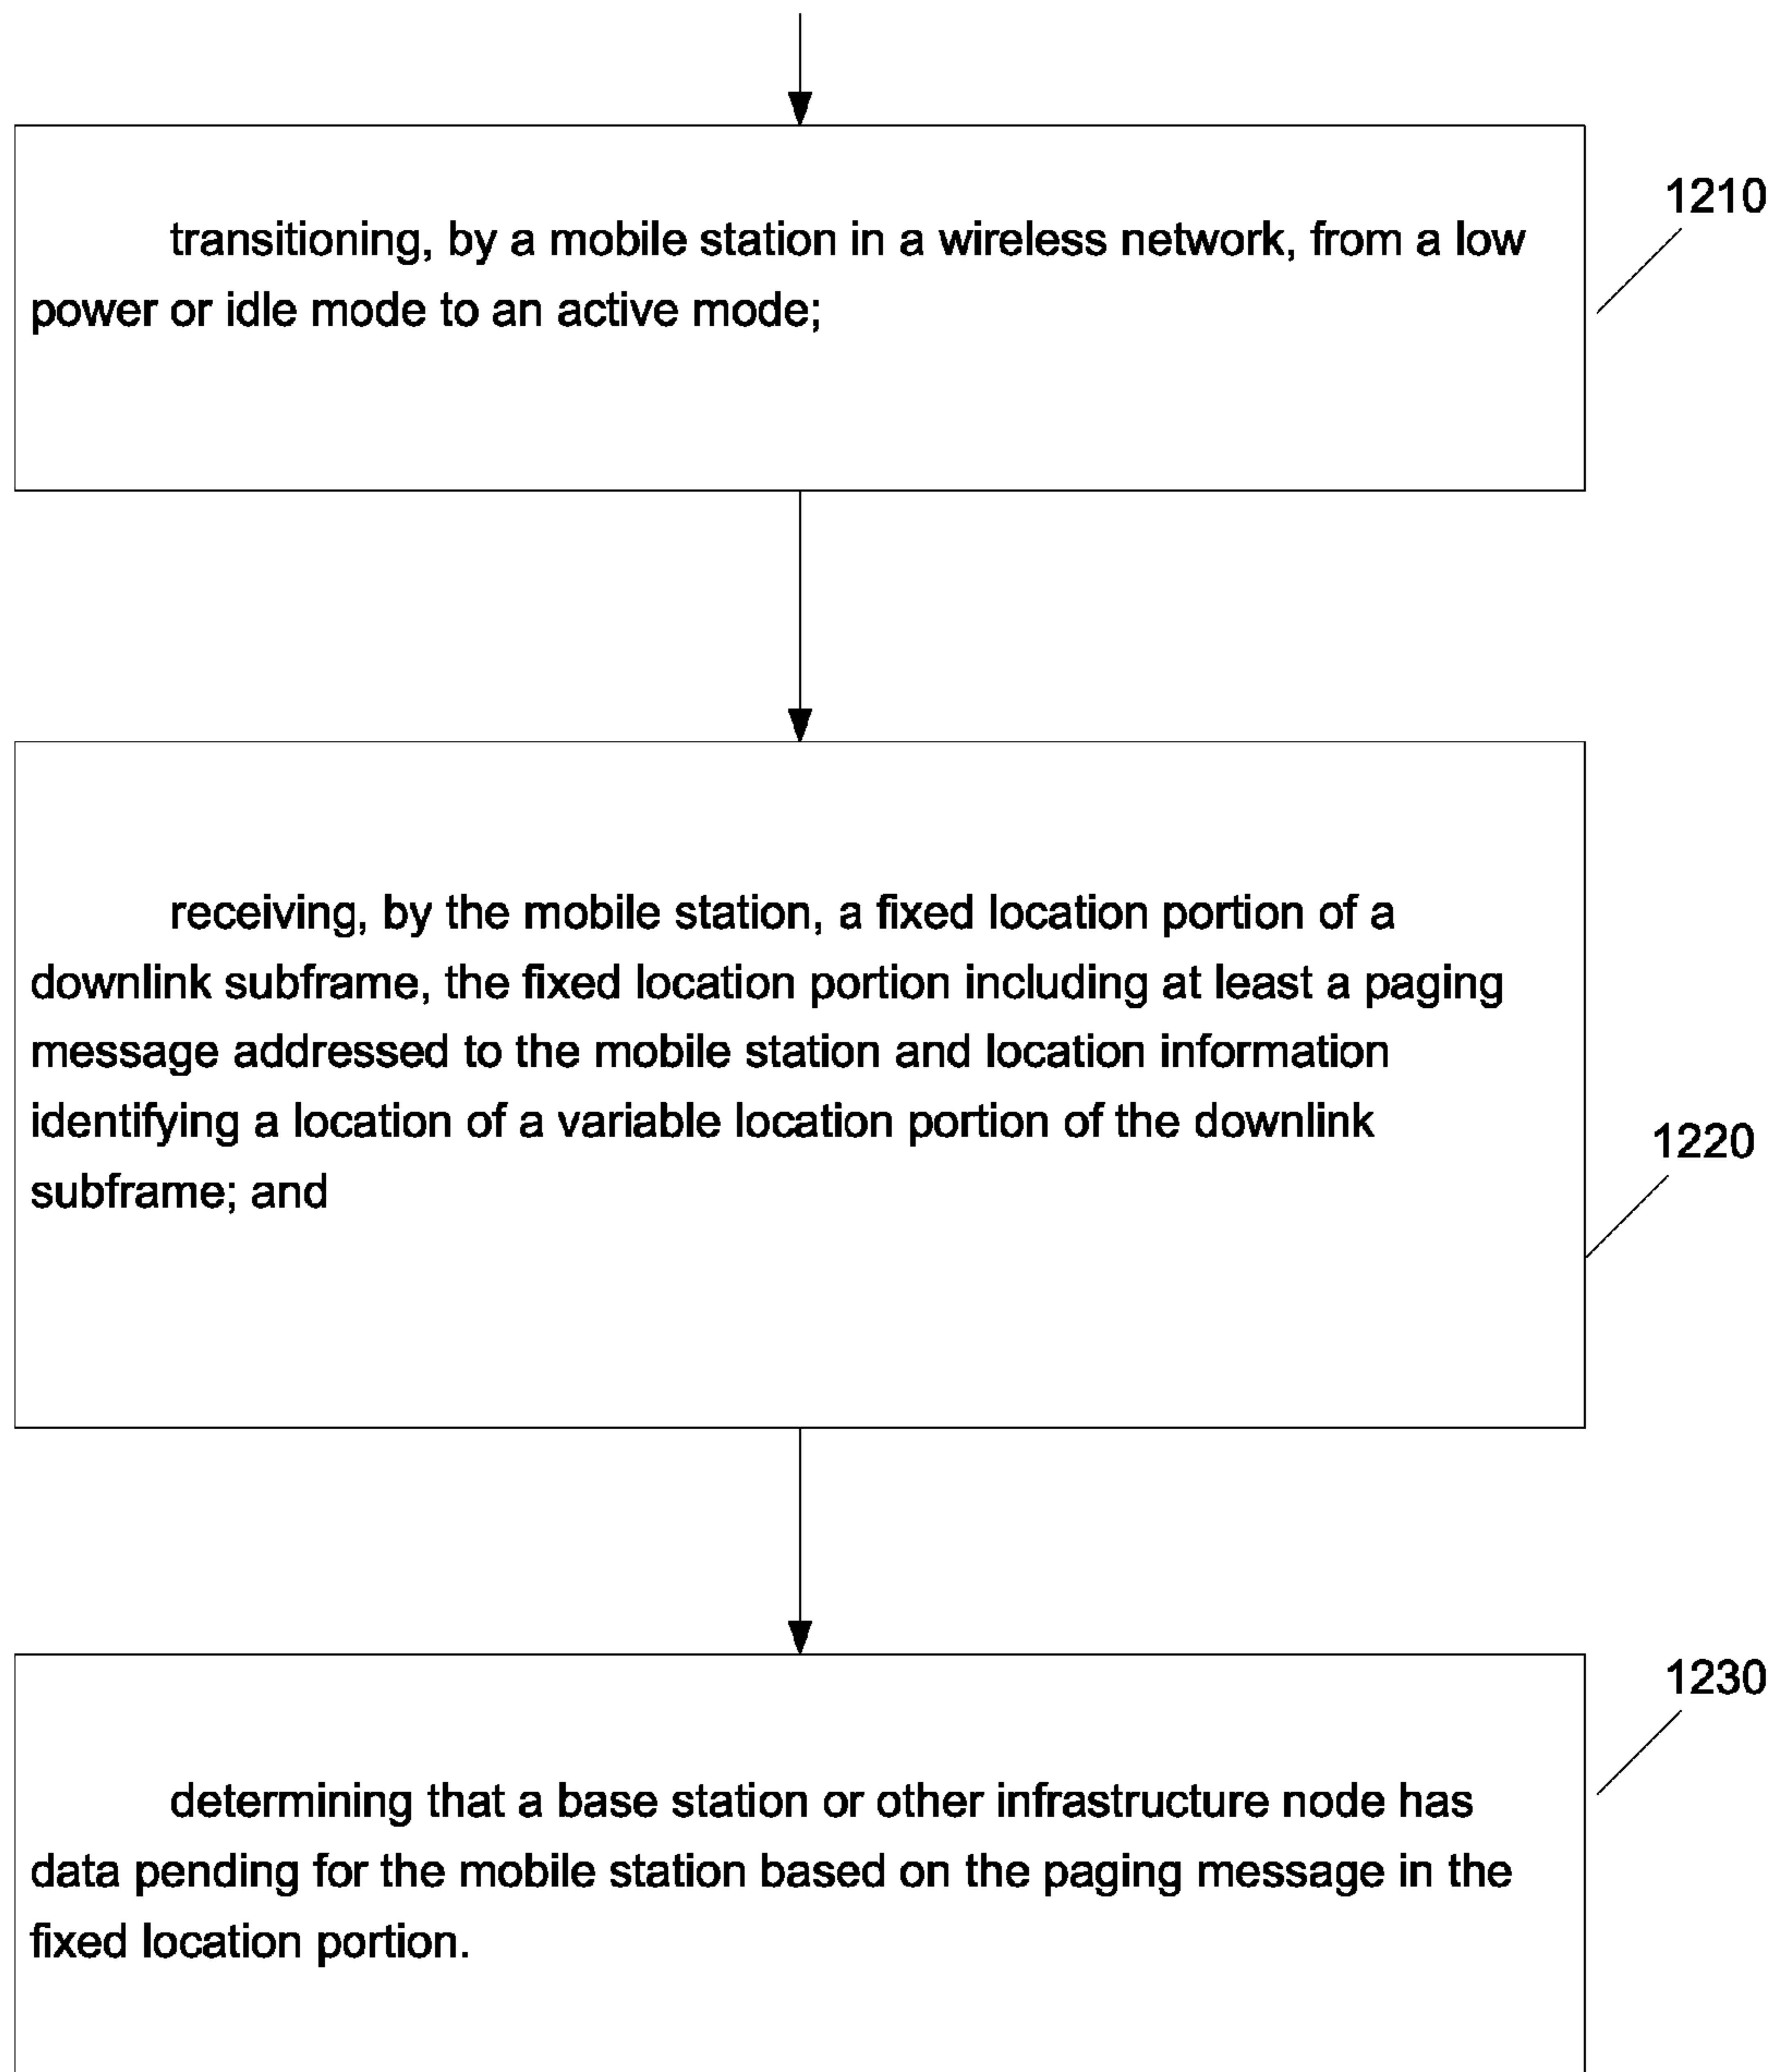 1210
transitioning, by a mobile station in a wireless network, from a low
power or idle mode to an active mode;
receiving, by the mobile station, a fixed location portion of a
downlink subframe, the fixed location portion including at least a paging
message addressed to the mobile station and location information
identifying a location of a variable location portion of the downlink
subframe; and
1220
determining that a base station or other infrastructure node has
data pending for the mobile station based on the paging message in the
fixed location portion.
1230